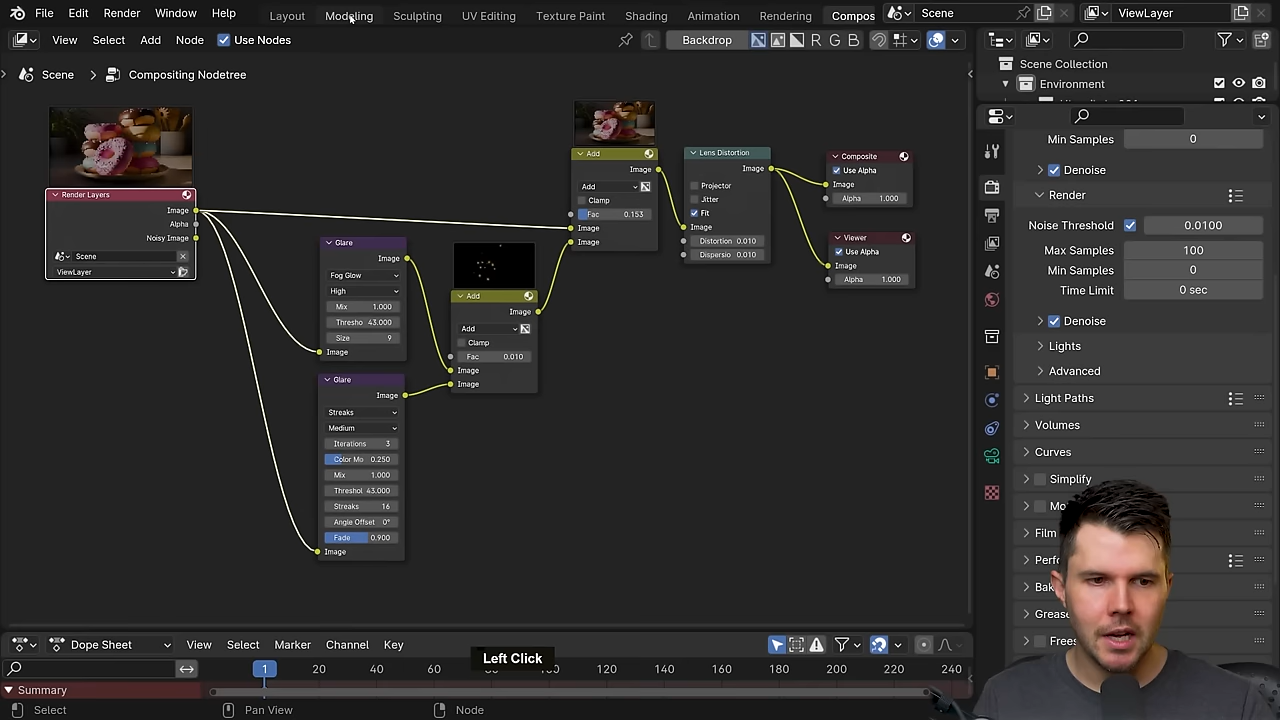 File Edit Render Window Help
Layout Modeling Sculpting UV Editing Texture Paint Shading Animation Rendering Compos
Scene
ViewLayer
View Select Add Node Use Nodes
Backdrop
R G B
Scene Compositing Nodetree
Scene Collection
Environment
Min Samples 0
Denoise
Render
Noise Threshold 0.0100
Max Samples 100
Min Samples 0
Time Limit 0 sec
Denoise
Lights
Advanced
Light Paths
Volumes
Curves
Simplify
Film
Render Layers
Image
Alpha
Noisy Image
Scene
ViewLayer
Glare
Image
Fog Glow
High
Mix 1.000
Thresho 43.000
Size 9
Image
Glare
Image
Streaks
Medium
Iterations 3
Color Mo 0.250
Mix 1.000
Threshol 43.000
Streaks 16
Angle Offset 0°
Fade 0.900
Image
Add
Image
Add
Clamp
Fac 0.010
Image
Image
Add
Image
Add
Clamp
Fac 0.153
Image
Image
Lens Distortion
Image
Projector
Jitter
Fit
Image
Distortion 0.010
Dispersio 0.010
Composite
Use Alpha
Image
Alpha 1.000
Viewer
Use Alpha
Image
Alpha 1.000
Dope Sheet View Select Marker Channel Key
Left Click
1 20 40 60 80 100 120 140 160 180 200 220 240
Summary
Select Pan View Node